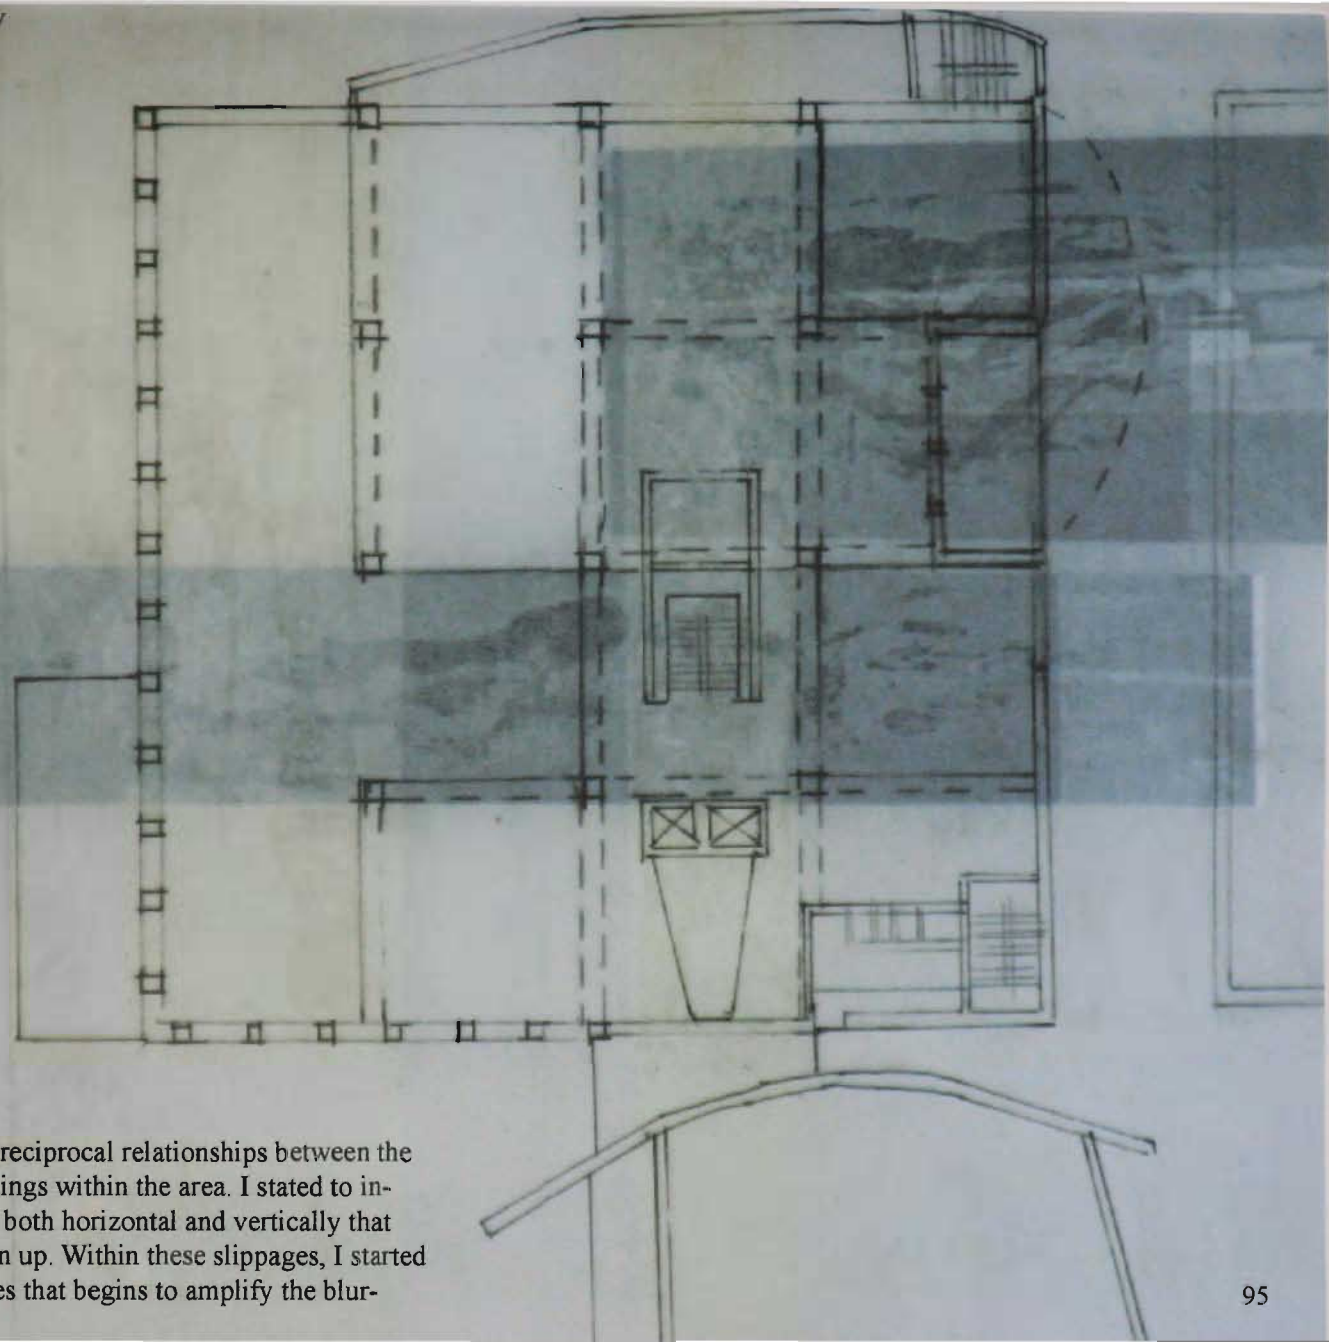 y
reciprocal relationships between the
ings within the area. I stated to in-
both horizontal and vertically that
n up. Within these slippages, I started
es that begins to amplify the blur-
95